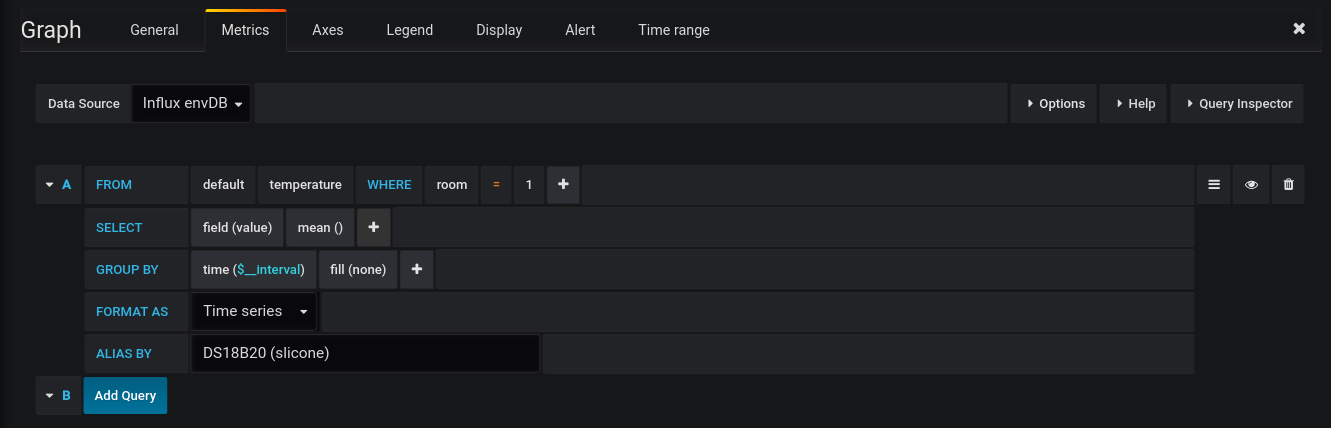 Graph General Metrics Axes Legend Display Alert Time range
Data Source Influx envDB Options Help Query Inspector
A FROM default temperature WHERE room = 1 +
SELECT field (value) mean () +
GROUP BY time ($__interval) fill (none) +
FORMAT AS Time series
ALIAS BY DS18B20 (slicone)
B Add Query